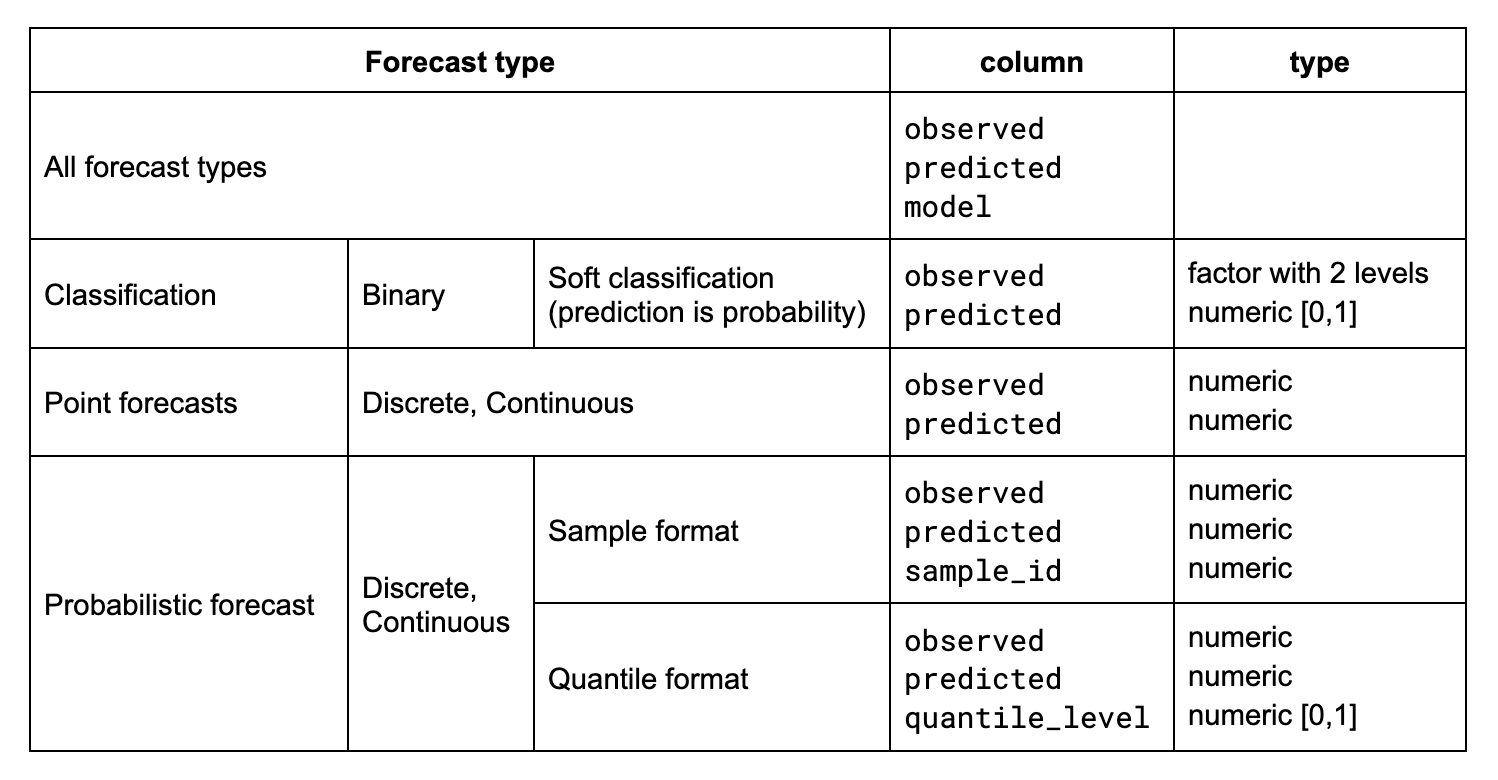 Forecast type column type
All forecast types
observed
predicted
model
Classification
Binary
Soft classification
(prediction is probability)
observed
predicted
factor with 2 levels
numeric [0,1]
Point forecasts
Discrete, Continuous
observed
predicted
numeric
numeric
Probabilistic forecast
Discrete,
Continuous
Sample format
observed
predicted
sample_id
numeric
numeric
numeric
Quantile format
observed
predicted
quantile_level
numeric
numeric
numeric [0,1]